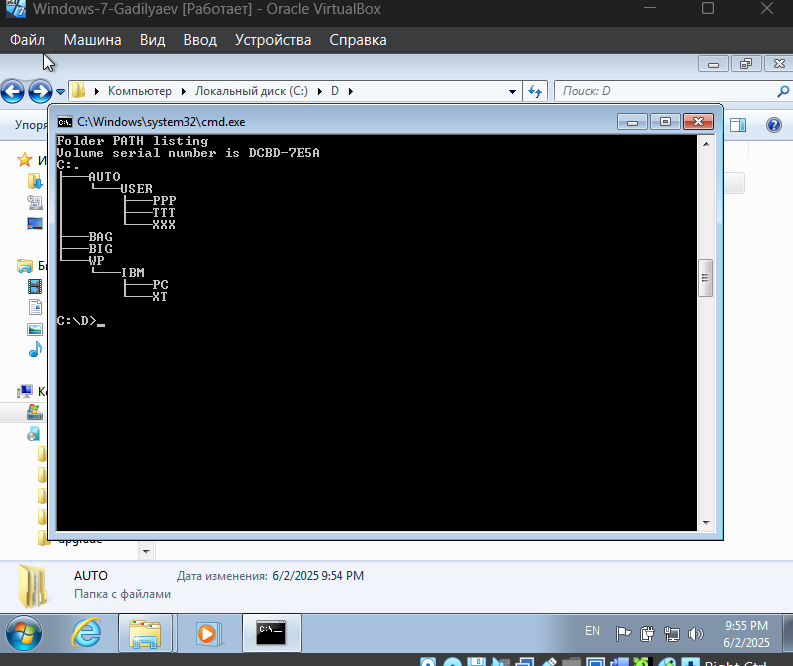 Windows-7-Gadilyaev [Работает] - Oracle VirtualBox
Файл Машина Вид Ввод Устройства Справка
Компьютер Локальный диск (C:) D
Поиск: D
C:\Windows\system32\cmd.exe
Folder PATH listing
Volume serial number is DCBD-7E5A
C:.
├───AUTO
│   └───USER
│       ├───PPP
│       ├───TTT
│       └───XXX
├───BAG
├───BIG
└───WP
    └───IBM
        ├───PC
        └───XT
C:\D>_
AUTO Дата изменения: 6/2/2025 9:54 PM
Папка с файлами
EN
9:55 PM
6/2/2025
Right Ctrl